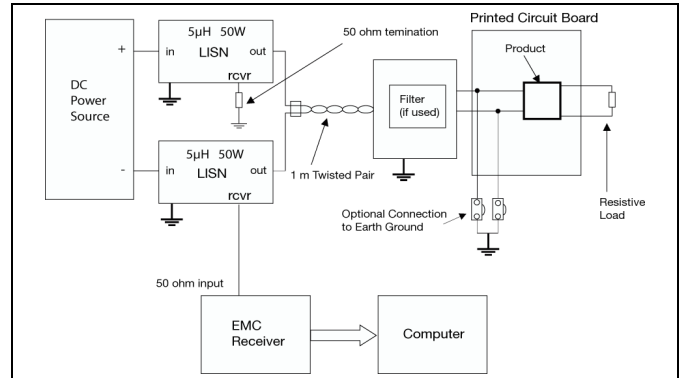 Printed Circuit Board
5µH 50W
LISN
in
out
rcvr
+
50 ohm temination
Product
DC
Power
Source
Filter
(if used)
5µH 50W
LISN
-
in
out
rcvr
1 m Twisted Pair
Optional Connection
to Earth Ground
Resistive
Load
50 ohm input
EMC
Receiver
Computer